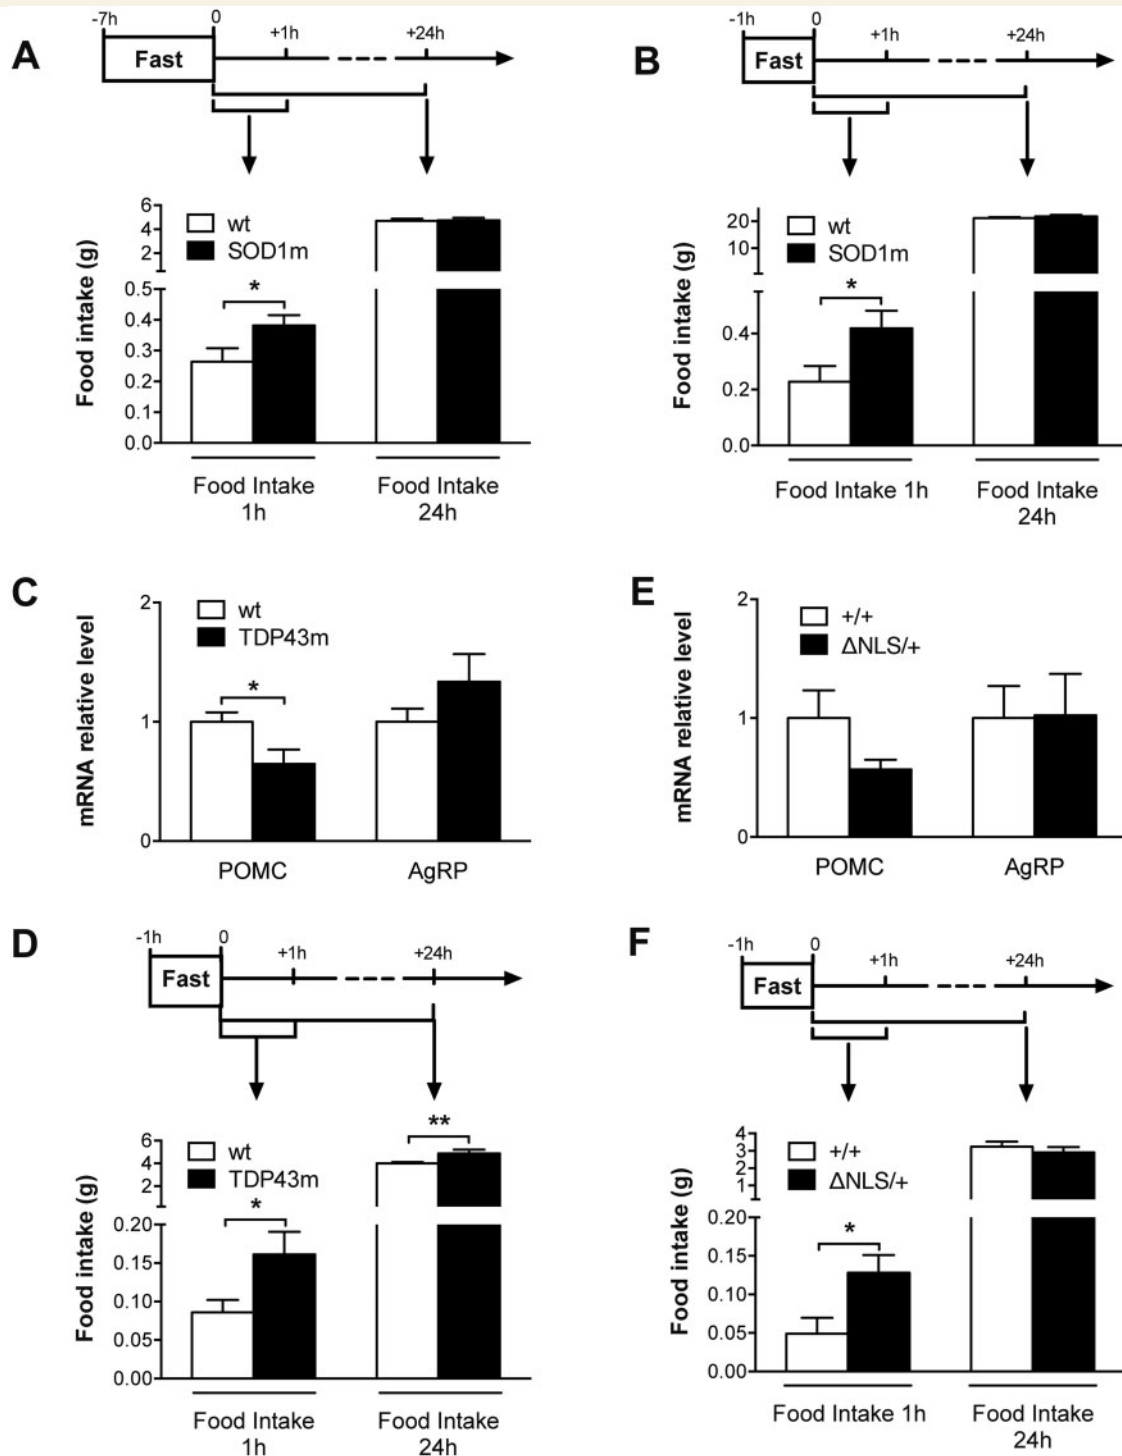 A
-7h
0
+1h
+24h
Fast
wt
SOD1m
*
Food intake (g)
6
4
2
0.5
0.4
0.3
0.2
0.1
0.0
Food Intake
1h
Food Intake
24h
B
-1h
0
+1h
+24h
Fast
wt
SOD1m
*
Food intake (g)
20
10
0.4
0.2
0.0
Food Intake 1h
Food Intake
24h
C
wt
TDP43m
*
mRNA relative level
2
1
0
POMC
AgRP
E
+/+
ΔNLS/+
mRNA relative level
2
1
0
POMC
AgRP
D
-1h
0
+1h
+24h
Fast
wt
TDP43m
*
**
Food intake (g)
6
4
2
0.20
0.15
0.10
0.05
0.00
Food Intake
1h
Food Intake
24h
F
-1h
0
+1h
+24h
Fast
+/+
ΔNLS/+
*
Food intake (g)
4
3
2
1
0.20
0.15
0.10
0.05
0.00
Food Intake 1h
Food Intake
24h